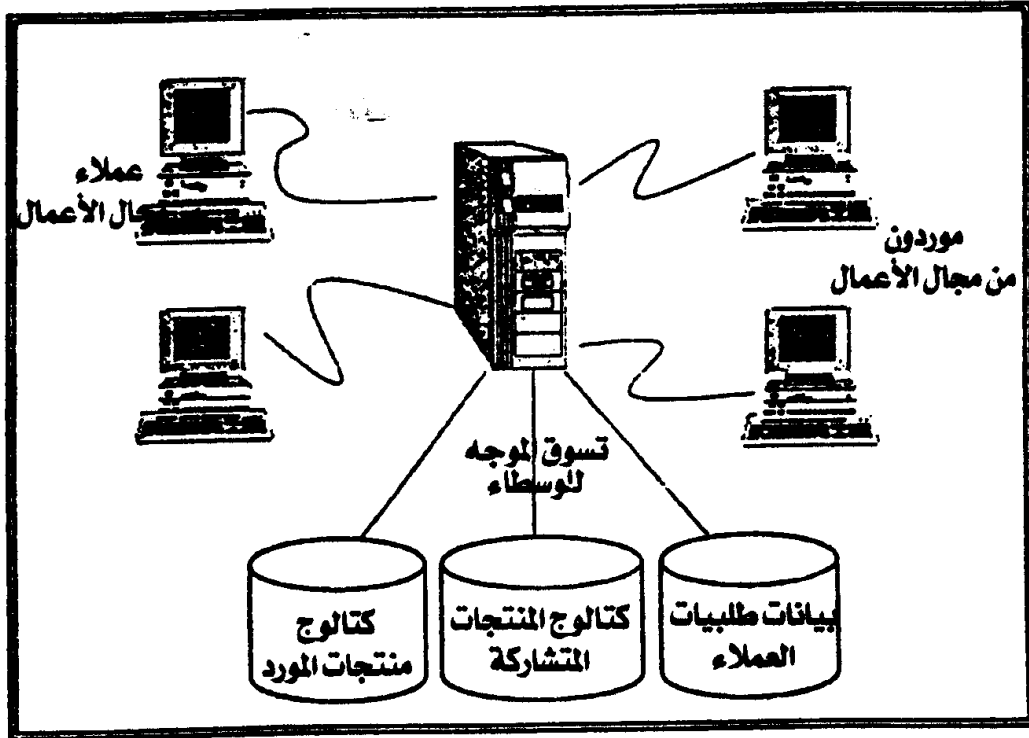 موردون
من مجال الأعمال
عملاء
مجال الأعمال
تسوق الموجه
للوسطاء
بيانات طلبيات
العملاء
كتالوج المنتجات
المتشاركة
كتالوج
منتجات المورد